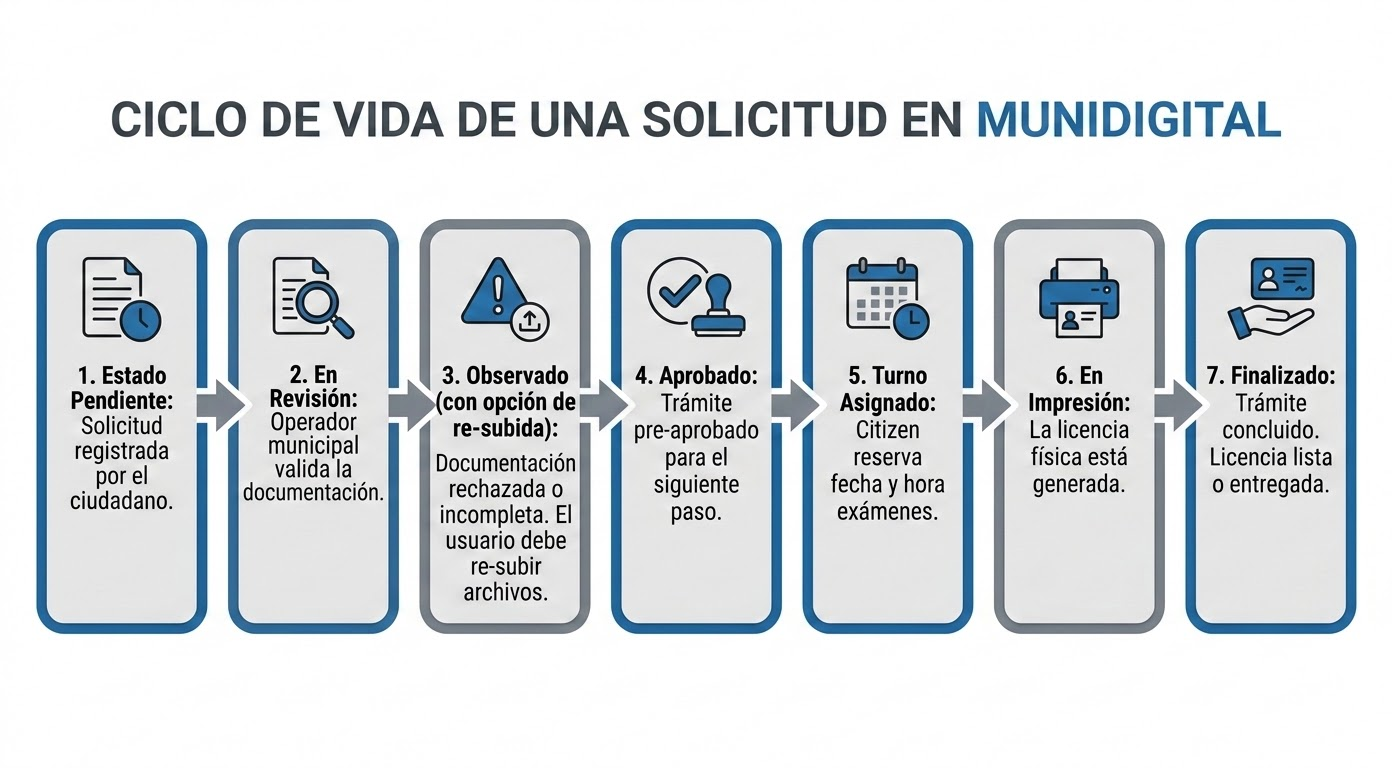 CICLO DE VIDA DE UNA SOLICITUD EN MUNIDIGITAL
1. Estado
Pendiente:
Solicitud
registrada
por el
ciudadano.
2. En
Revisión:
Operador
municipal
valida la
documentación.
3. Observado
(con opción de
re-subida):
Documentación
rechazada o
incompleta. El
usuario debe
re-subir
archivos.
4. Aprobado:
Trámite
pre-aprobado
para el
siguiente
paso.
5. Turno
Asignado:
Citizen
reserva
fecha y hora
exámenes.
6. En
Impresión:
La licencia
física está
generada.
7. Finalizado:
Trámite
concluido.
Licencia lista
o entregada.